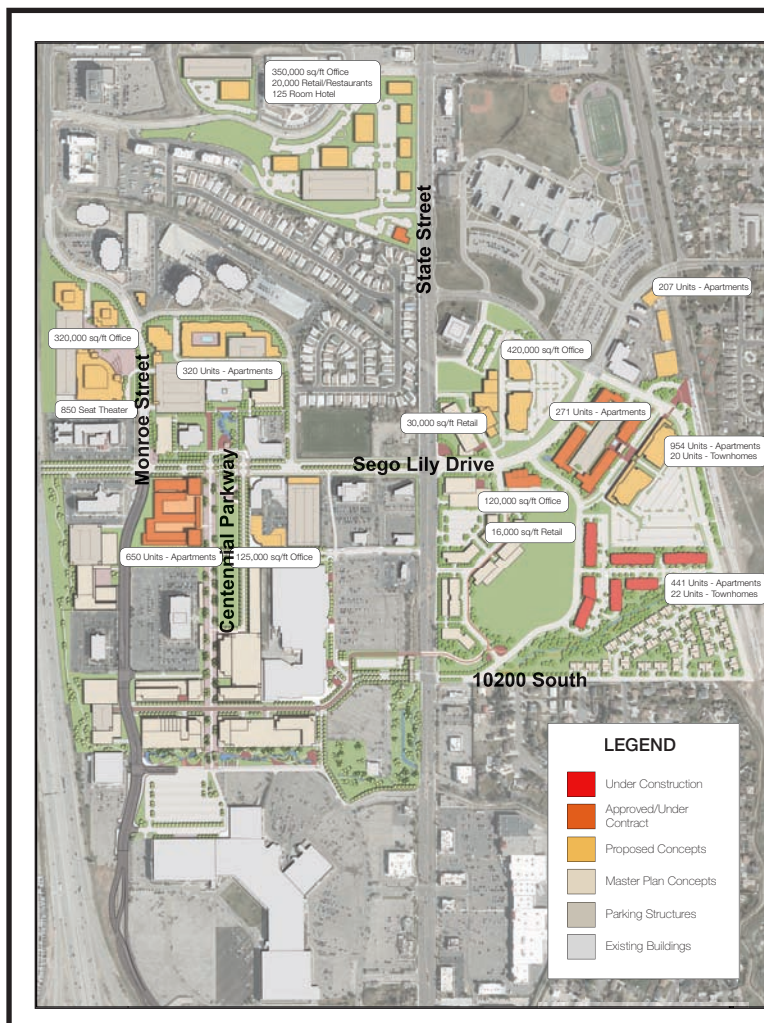 350,000 sq/ft Office
20,000 Retail/Restaurants
125 Room Hotel
State Street
207 Units - Apartments
320,000 sq/ft Office
420,000 sq/ft Office
320 Units - Apartments
Monroe Street
850 Seat Theater
271 Units - Apartments
30,000 sq/ft Retail
954 Units - Apartments
20 Units - Townhomes
Sego Lily Drive
Centennial Parkway
120,000 sq/ft Office
16,000 sq/ft Retail
650 Units - Apartments
125,000 sq/ft Office
441 Units - Apartments
22 Units - Townhomes
10200 South
LEGEND
Under Construction
Approved/Under
Contract
Proposed Concepts
Master Plan Concepts
Parking Structures
Existing Buildings